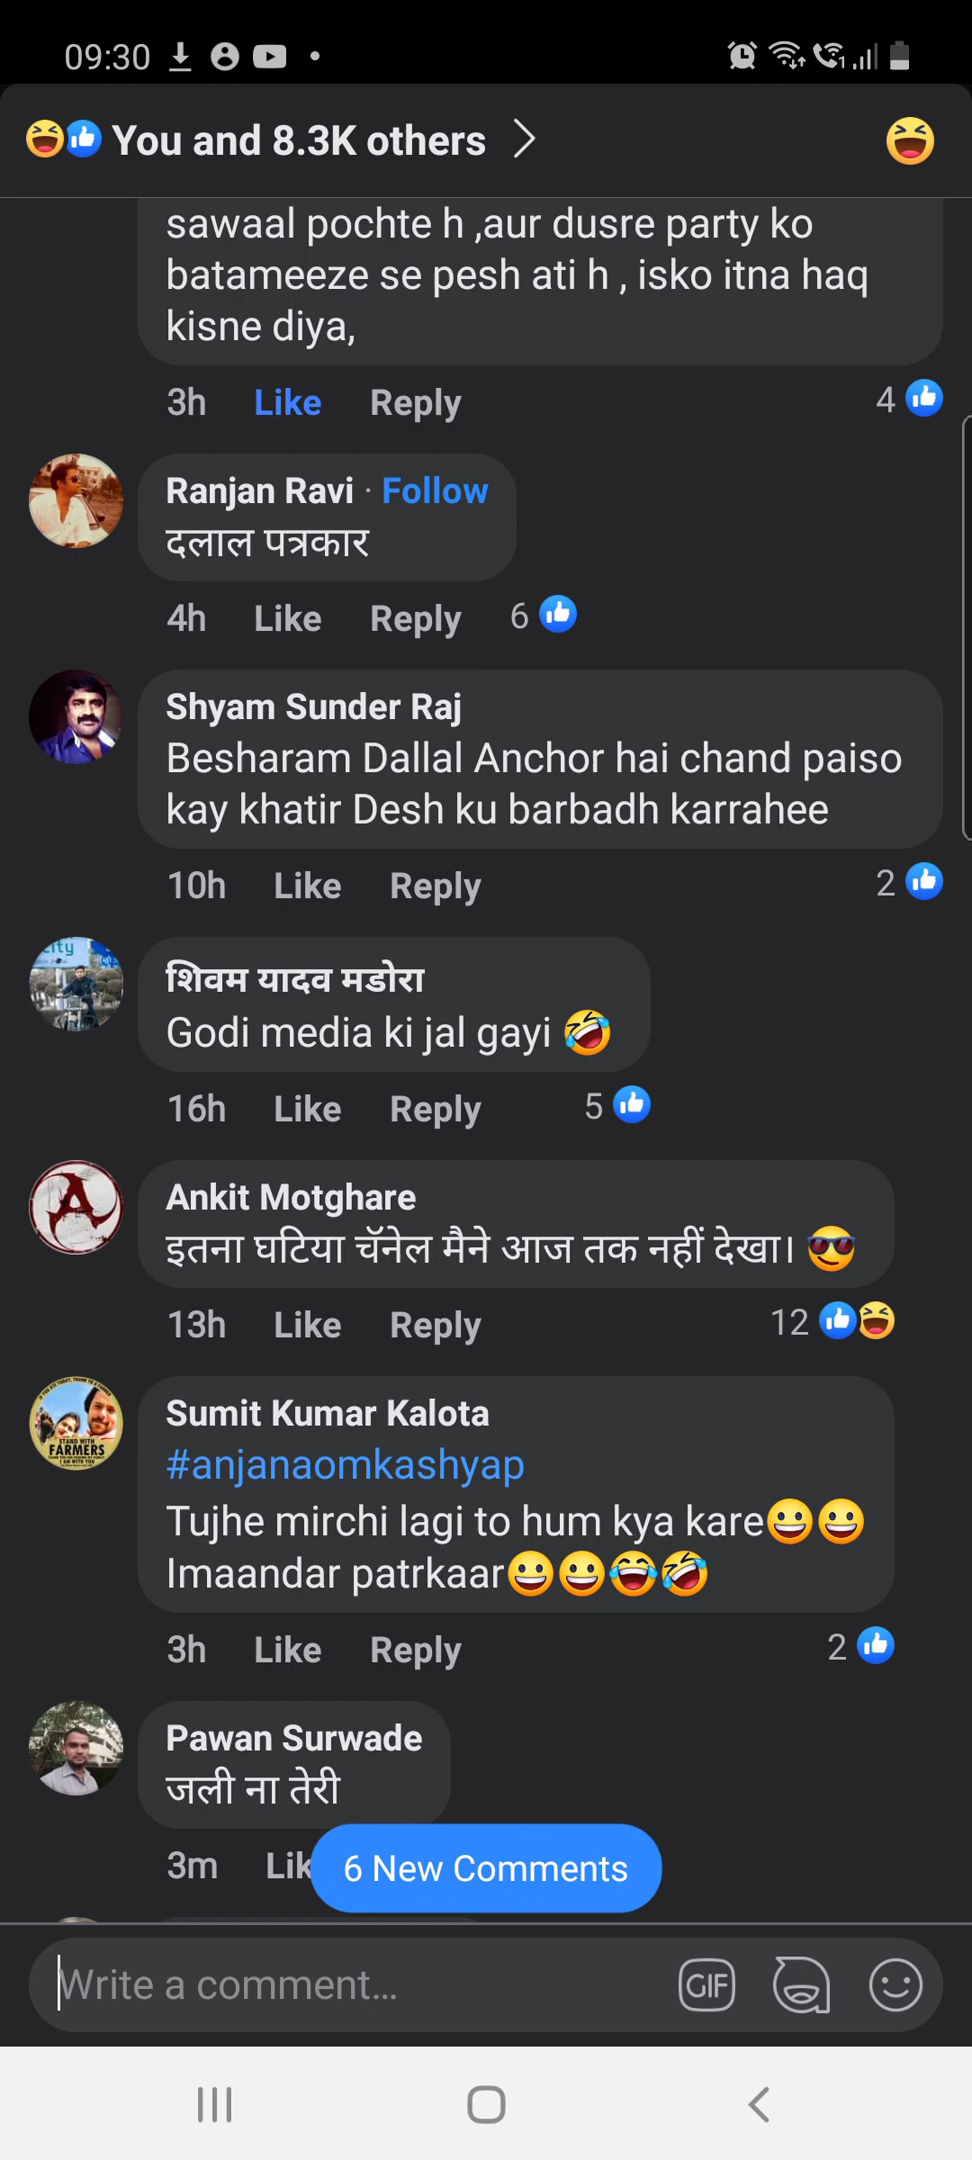 09:30
You and 8.3K others
sawaal pochte h ,aur dusre party ko
batameeze se pesh ati h , isko itna haq
kisne diya,
3h Like Reply 4
Ranjan Ravi · Follow
दलाल पत्रकार
4h Like Reply 6
Shyam Sunder Raj
Besharam Dallal Anchor hai chand paiso
kay khatir Desh ku barbadh karrahee
10h Like Reply 2
शिवम यादव मडोरा
Godi media ki jal gayi 🤣
16h Like Reply 5
Ankit Motghare
इतना घटिया चॅनेल मैने आज तक नहीं देखा। 😎
13h Like Reply 12
STAND WITH
FARMERS
Sumit Kumar Kalota
#anjanaomkashyap
Tujhe mirchi lagi to hum kya kare😀😀
Imaandar patrkaar😀😀😂🤣
3h Like Reply 2
Pawan Surwade
जली ना तेरी
3m Lik
6 New Comments
Write a comment...
GIF